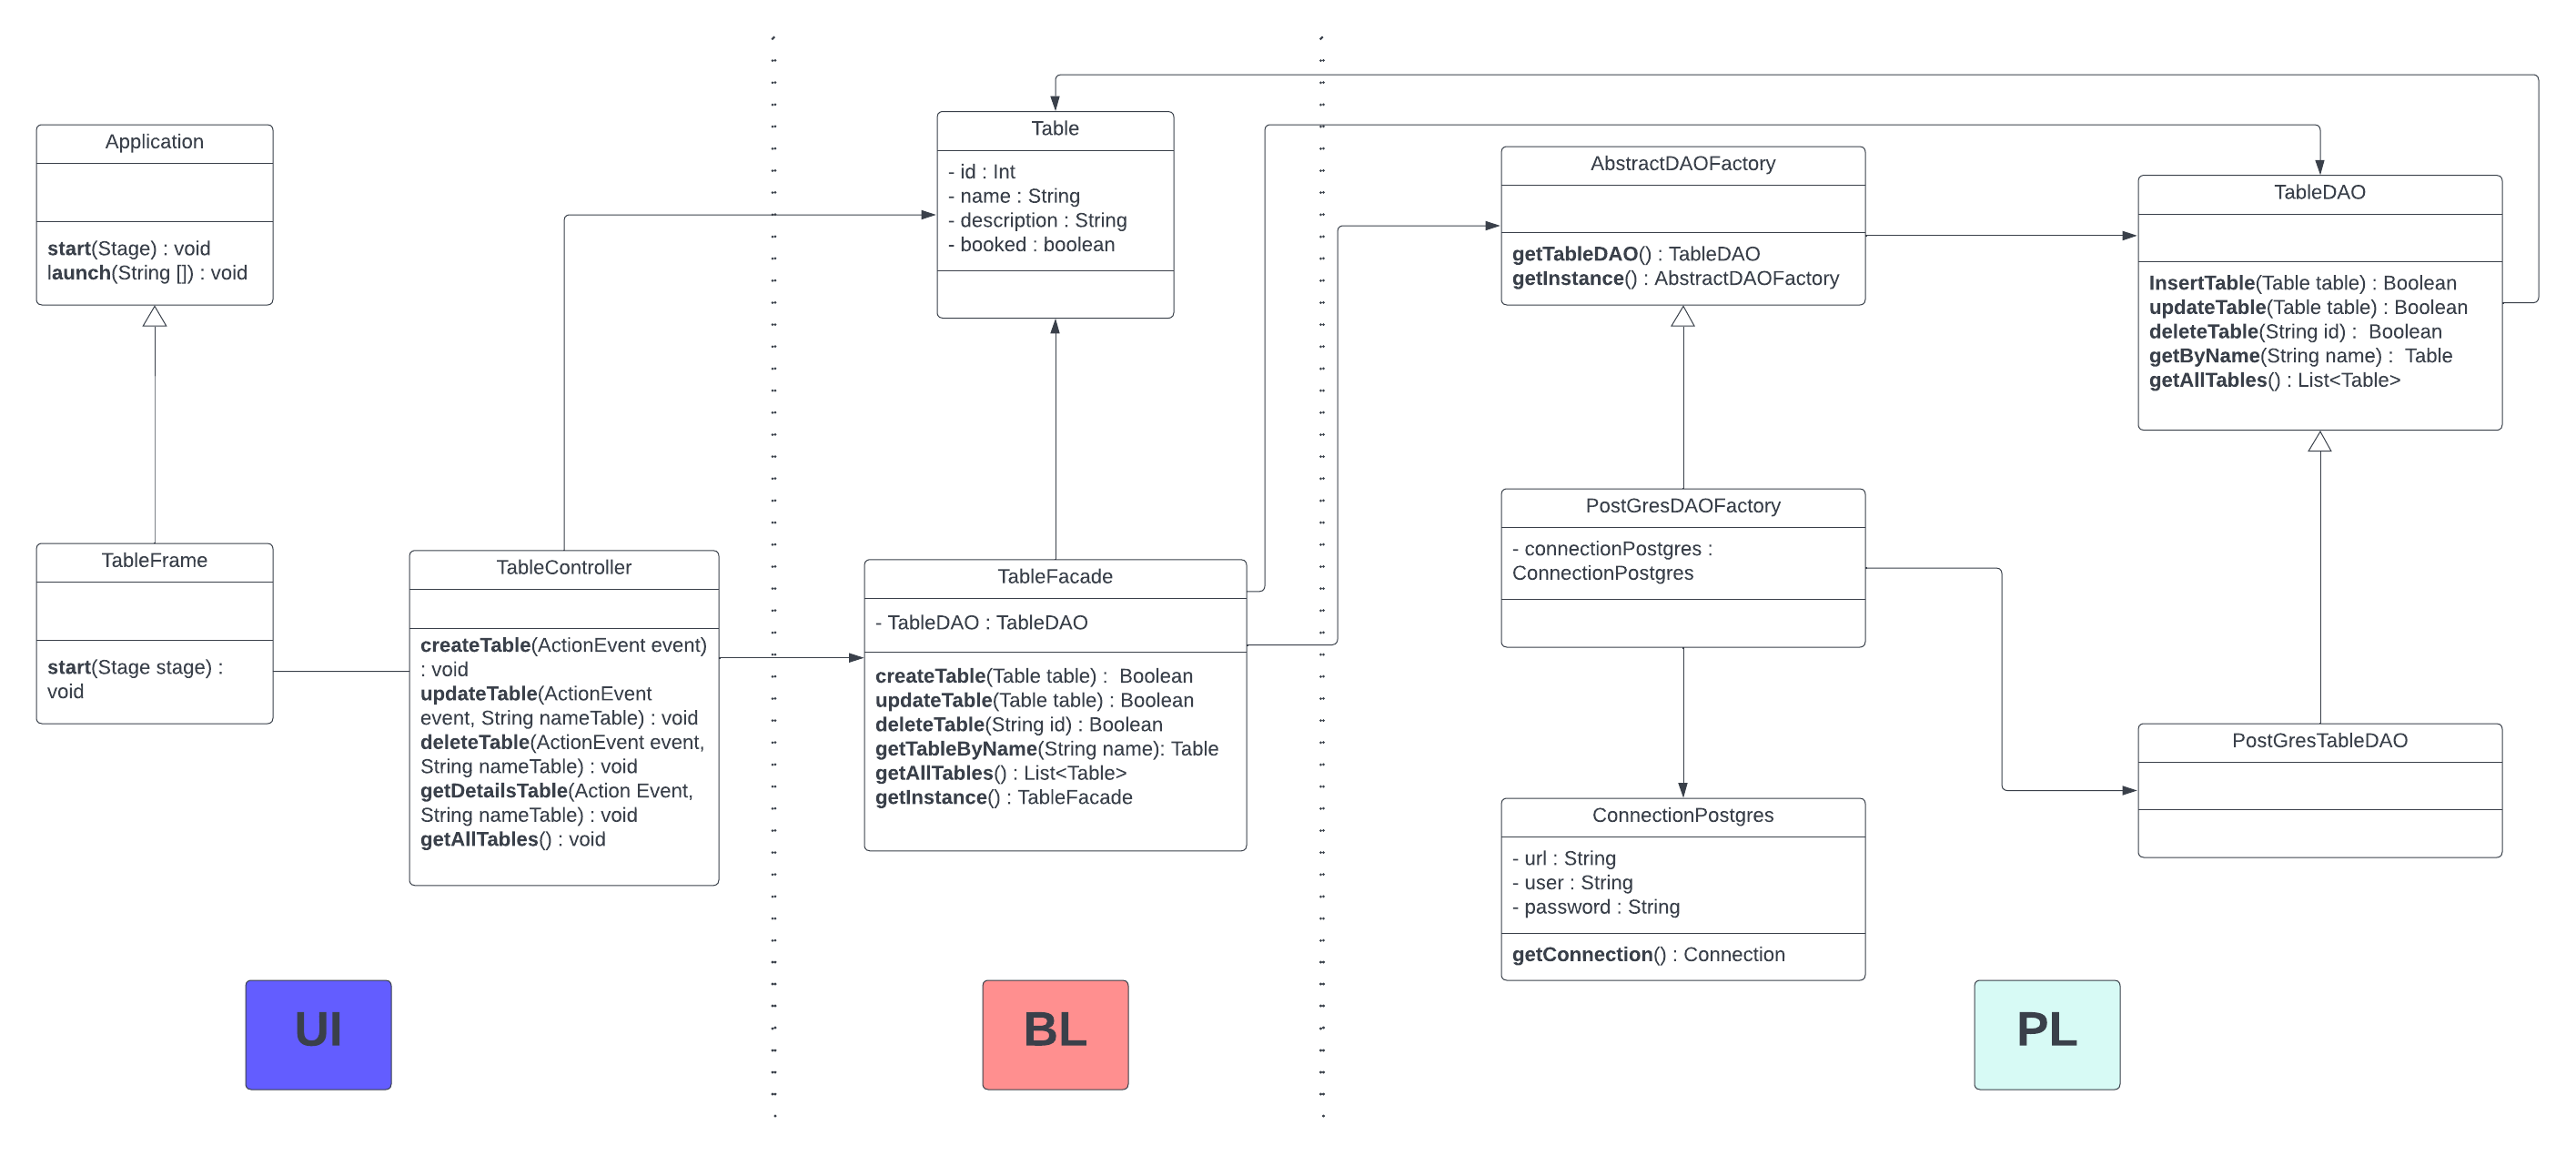 Application
start(Stage) : void
launch(String []) : void
TableFrame
start(Stage stage) :
void
TableController
createTable(ActionEvent event)
: void
updateTable(ActionEvent
event, String nameTable) : void
deleteTable(ActionEvent event,
String nameTable) : void
getDetailsTable(Action Event,
String nameTable) : void
getAllTables() : void
UI
Table
- id : Int
- name : String
- description : String
- booked : boolean
TableFacade
- TableDAO : TableDAO
createTable(Table table) :  Boolean
updateTable(Table table) : Boolean
deleteTable(String id) : Boolean
getTableByName(String name): Table
getAllTables() : List<Table>
getInstance() : TableFacade
BL
AbstractDAOFactory
getTableDAO() : TableDAO
getInstance() : AbstractDAOFactory
PostGresDAOFactory
- connectionPostgres :
ConnectionPostgres
ConnectionPostgres
- url : String
- user : String
- password : String
getConnection() : Connection
TableDAO
InsertTable(Table table) : Boolean
updateTable(Table table) : Boolean
deleteTable(String id) :  Boolean
getByName(String name) :  Table
getAllTables() : List<Table>
PostGresTableDAO
PL